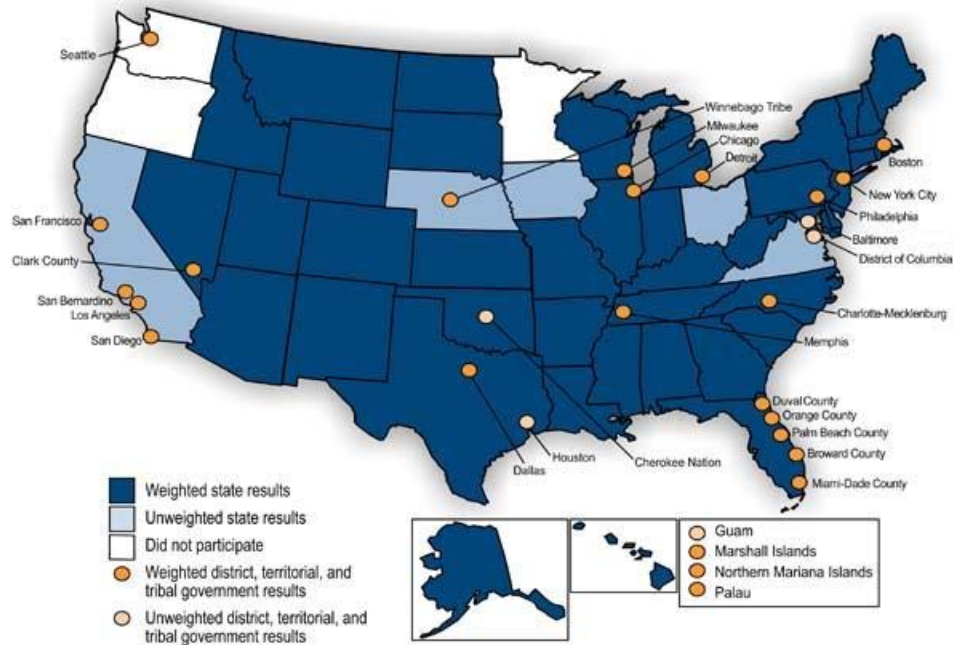 Seattle
Winnebago Tribe
Milwaukee
Chicago
Detroit
Boston
New York City
Philadelphia
Baltimore
District of Columbia
San Francisco
Clark County
San Bernardino
Los Angeles
San Diego
Charlotte-Mecklenburg
Memphis
Duval County
Orange County
Palm Beach County
Broward County
Miami-Dade County
Houston
Dallas
Cherokee Nation
Weighted state results
Unweighted state results
Did not participate
Weighted district, territorial, and
tribal government results
Unweighted district, territorial, and
tribal government results
Guam
Marshall Islands
Northern Mariana Islands
Palau